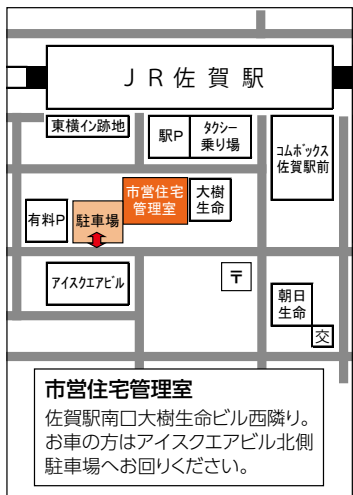 JR佐賀駅
東横イン跡地
駅P
タクシー
乗り場
コムボックス
佐賀駅前
市営住宅
管理室
大樹
生命
有料P
駐車場
アイスクエアビル
〒
朝日
生命
交
市営住宅管理室
佐賀駅南口大樹生命ビル西隣り。
お車の方はアイスクエアビル北側
駐車場へお回りください。